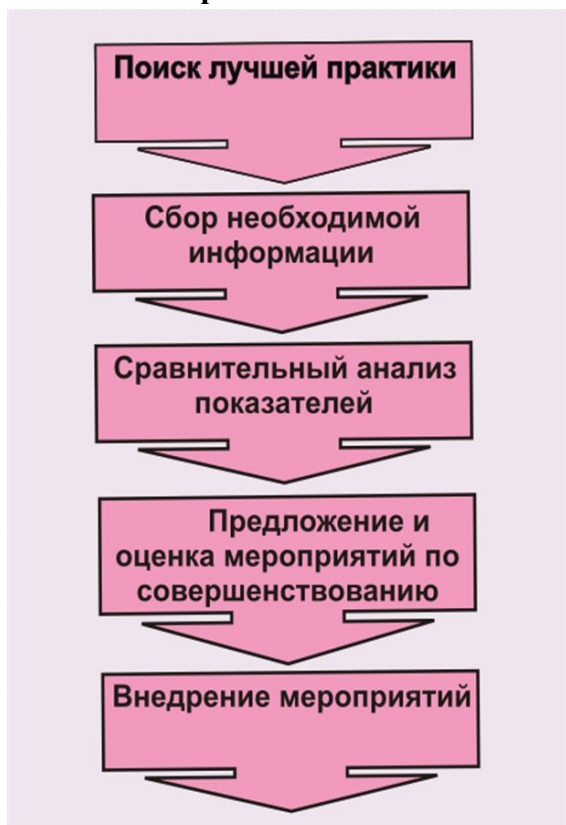 Поиск лучшей практики
Сбор необходимой
информации
Сравнительный анализ
показателей
Предложение и
оценка мероприятий по
совершенствованию
Внедрение мероприятий